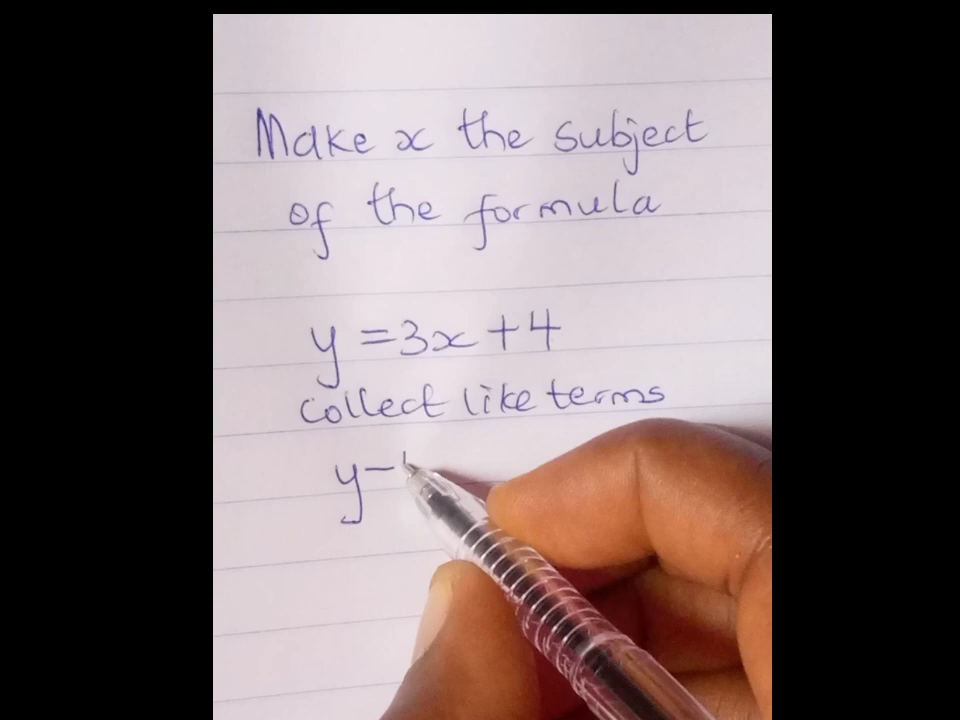 Make x the subject
of the formula
y = 3x + 4
collect like terms
y -